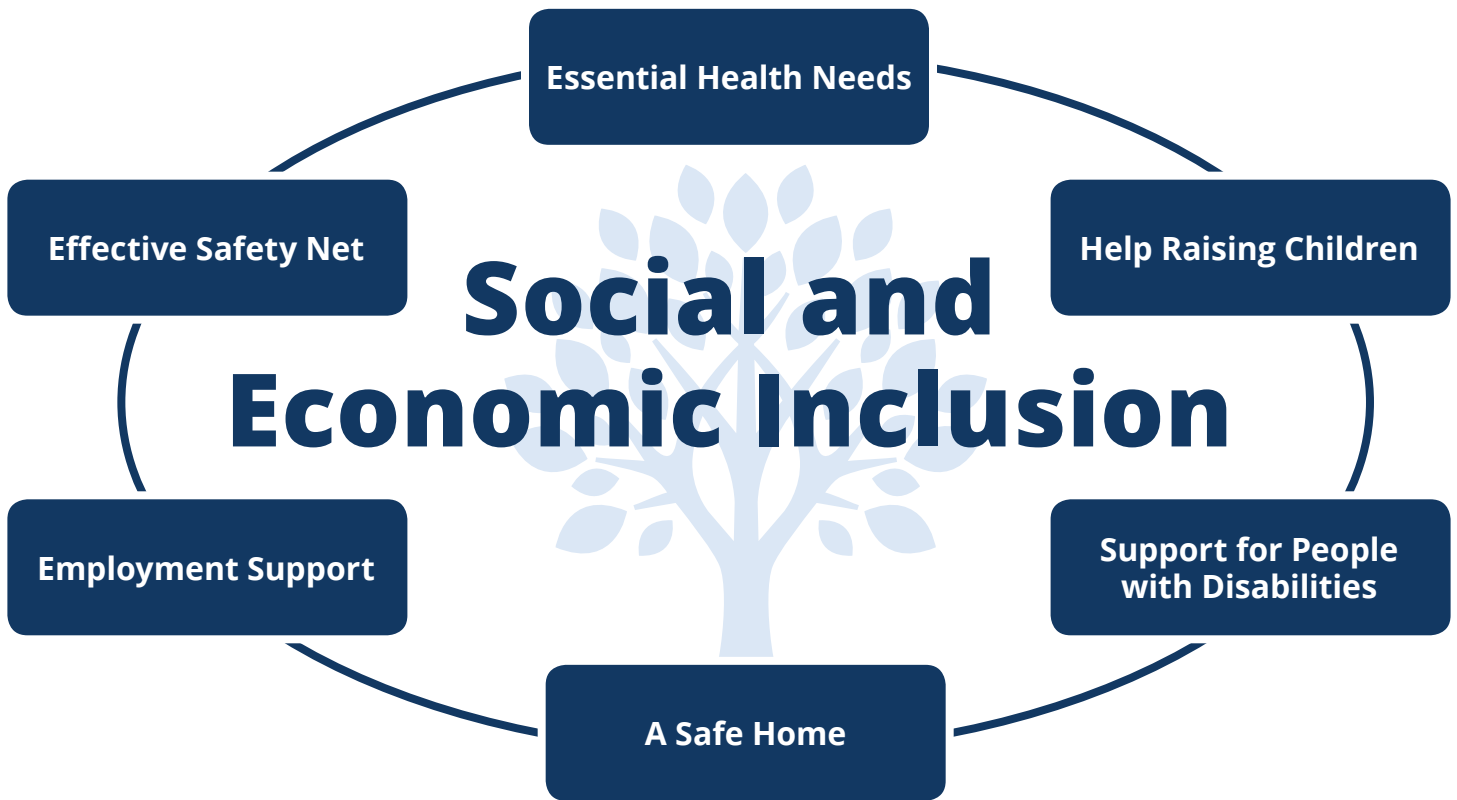 Essential Health Needs
Effective Safety Net
Help Raising Children
Social and
Economic Inclusion
Employment Support
Support for People
with Disabilities
A Safe Home